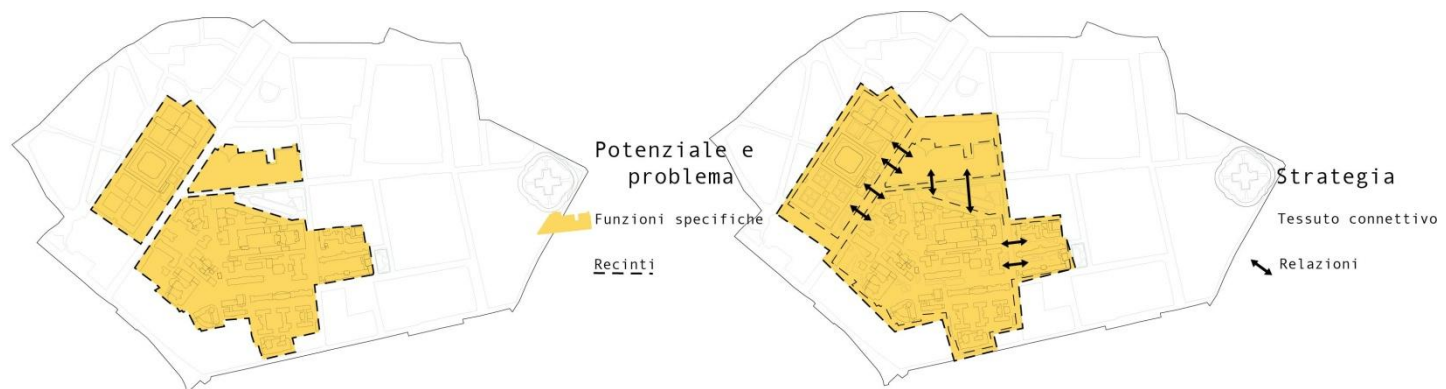 Potenziale e
problema
Funzioni specifiche
Recinti
Strategia
Tessuto connettivo
Relazioni